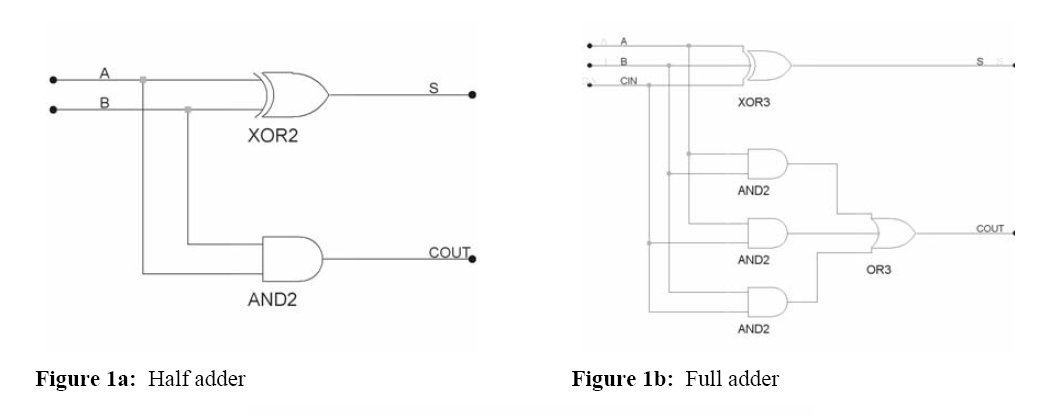 A
B
S
XOR2
COUT
AND2
Figure 1a: Half adder
A
B
CIN
S
XOR3
AND2
AND2
COUT
OR3
AND2
Figure 1b: Full adder